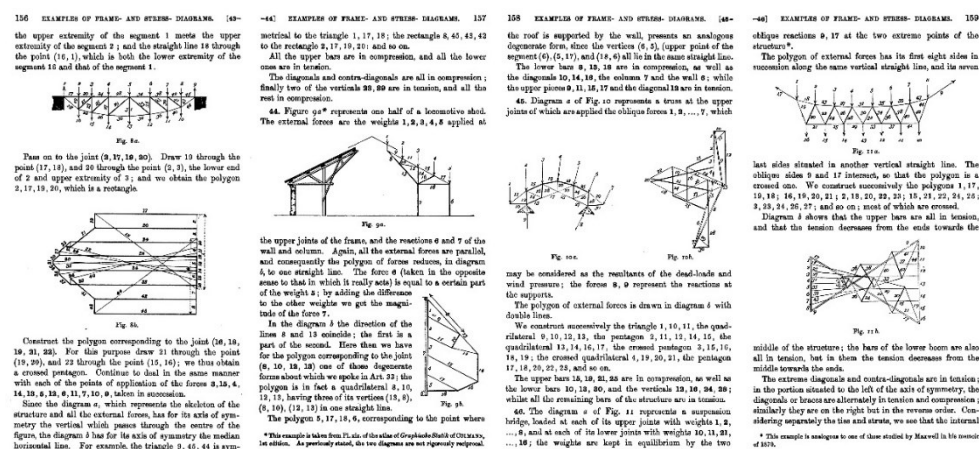 156 EXAMPLES OF FRAME- AND STRESS- DIAGRAMS. [43–
the upper extremity of the segment 1 meets the upper
extremity of the segment 2; and the straight line 18 through
the point (16, 1), which is both the lower extremity of the
segment 16 and that of the segment 1.
Fig. 8a.
Pass on to the joint (2, 17, 19, 20). Draw 19 through the
point (17, 18), and 20 through the point (2, 3), the lower end
of 2 and upper extremity of 3; and we obtain the polygon
2, 17, 19, 20, which is a rectangle.
Fig. 8b.
Construct the polygon corresponding to the joint (16, 18,
19, 21, 22). For this purpose draw 21 through the point
(19, 20), and 22 through the point (15, 16); we thus obtain
a crossed pentagon. Continue to deal in the same manner
with each of the points of application of the forces 3, 15, 4,
14, 13, 5, 12, 6, 11, 7, 10, 9, taken in succession.
Since the diagram a, which represents the skeleton of the
structure and all the external forces, has for its axis of sym-
metry the vertical which passes through the centre of the
figure, the diagram b has for its axis of symmetry the median
horizontal line. For example, the triangle 9, 45, 44 is sym-
–44] EXAMPLES OF FRAME- AND STRESS- DIAGRAMS. 157
metrical to the triangle 1, 17, 18; the rectangle 8, 45, 43, 42
to the rectangle 2, 17, 19, 20; and so on.
All the upper bars are in compression, and all the lower
ones are in tension.
The diagonals and contra-diagonals are all in compression;
finally two of the verticals 28, 29 are in tension, and all the
rest in compression.
44. Figure 9a* represents one half of a locomotive shed.
The external forces are the weights 1, 2, 3, 4, 5 applied at
Fig. 9a.
the upper joints of the frame, and the reactions 6 and 7 of the
wall and column. Again, all the external forces are parallel,
and consequently the polygon of forces reduces, in diagram
b, to one straight line. The force 6 (taken in the opposite
sense to that in which it really acts) is equal to a certain part
of the weight 5; by adding the difference
to the other weights we get the magni-
tude of the force 7.
In the diagram b the direction of the
lines 8 and 13 coincide; the first is a
part of the second. Here then we have
for the polygon corresponding to the joint
(8, 10, 12, 13) one of those degenerate
forms about which we spoke in Art. 22; the
polygon is in fact a quadrilateral 8, 10,
12, 13, having three of its vertices (13, 8),
(8, 10), (12, 13) in one straight line.
Fig. 9b.
The polygon 5, 17, 18, 6, corresponding to the point where
* This example is taken from Pl. xix. of the atlas of Graphische Statik of CULMANN,
1st edition. As previously stated, the two diagrams are not rigorously reciprocal.
158 EXAMPLES OF FRAME- AND STRESS- DIAGRAMS. [45–
the roof is supported by the wall, presents an analogous
degenerate form, since the vertices (6, 5), (upper point of the
segment (6), (5, 17), and (18, 6) all lie in the same straight line.
The lower bars 8, 13, 16 are in compression, as well as
the diagonals 10, 14, 18, the column 7 and the wall 6; while
the upper pieces 9, 11, 15, 17 and the diagonal 12 are in tension.
45. Diagram a of Fig. 10 represents a truss at the upper
joints of which are applied the oblique forces 1, 2, ..., 7, which
Fig. 10a.
Fig. 10b.
may be considered as the resultants of the dead-loads and
wind pressure; the forces 8, 9 represent the reactions at
the supports.
The polygon of external forces is drawn in diagram b with
double lines.
We construct successively the triangle 1, 10, 11, the quad-
rilateral 9, 10, 12, 13, the pentagon 2, 11, 12, 14, 15, the
quadrilateral 13, 14, 16, 17, the crossed pentagon 3, 15, 16,
18, 19; the crossed quadrilateral 4, 19, 20, 21, the pentagon
17, 18, 20, 22, 23, and so on.
The upper bars 15, 19, 21, 25 are in compression, as well as
the lower bars 10, 13, 30, and the verticals 12, 16, 24, 28;
whilst all the remaining bars of the structure are in tension.
46. The diagram a of Fig. 11 represents a suspension
bridge, loaded at each of its upper joints with weights 1, 2,
..., 8, and at each of its lower joints with weights 10, 11, 21,
..., 16; the weights are kept in equilibrium by the two
–46] EXAMPLES OF FRAME- AND STRESS- DIAGRAMS. 159
oblique reactions 9, 17 at the two extreme points of the
structure*.
The polygon of external forces has its first eight sides in
succession along the same vertical straight line, and its seven
Fig. 11a.
last sides situated in another vertical straight line. The
oblique sides 9 and 17 intersect, so that the polygon is a
crossed one. We construct successively the polygons 1, 17,
19, 18; 16, 19, 20, 21; 2, 18, 20, 22, 23; 15, 21, 22, 24, 25;
3, 23, 24, 26, 27; and so on; most of which are crossed.
Diagram b shows that the upper bars are all in tension,
and that the tension decreases from the ends towards the
Fig. 11b.
middle of the structure; the bars of the lower boom are also
all in tension, but in them the tension decreases from the
middle towards the ends.
The extreme diagonals and contra-diagonals are in tension;
in the portion situated to the left of the axis of symmetry, the
diagonals or braces are alternately in tension and compression;
similarly they are on the right but in the reverse order. Con-
sidering separately the ties and struts, we see that the internal
* This example is analogous to one of those studied by Maxwell in his memoir
of 1870.